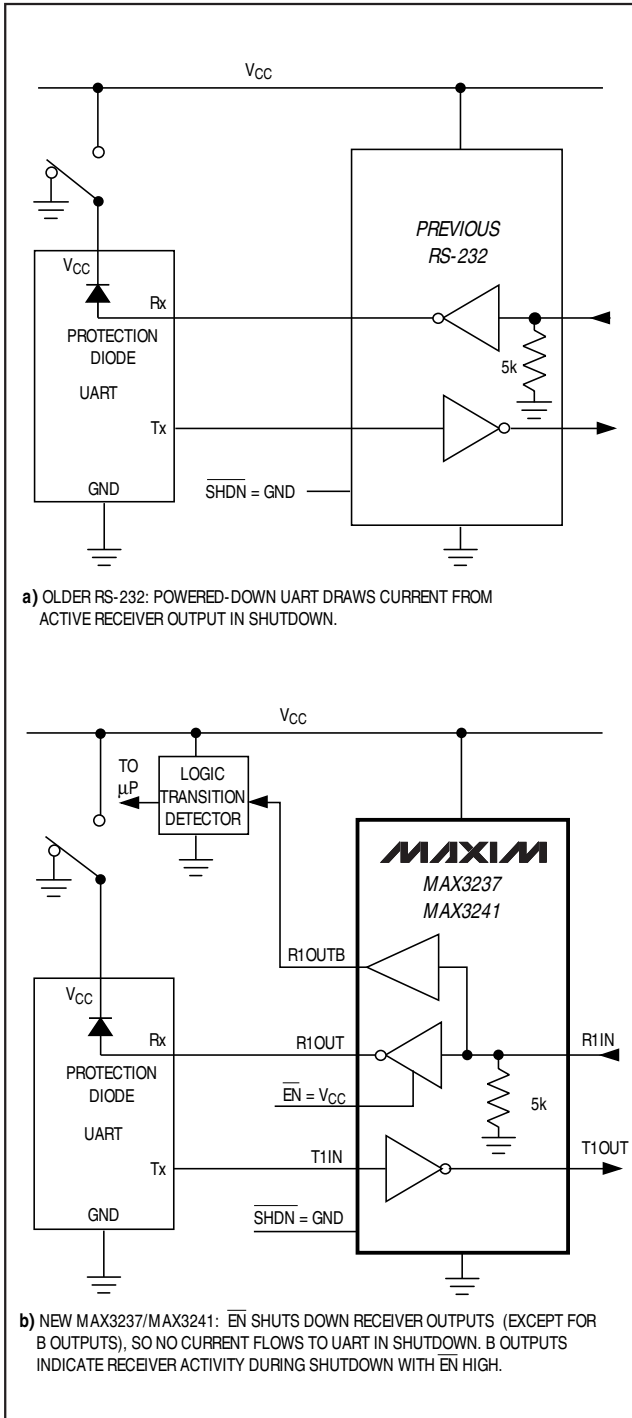 VCC
PREVIOUS
RS-232
VCC
Rx
PROTECTION
DIODE
5k
UART
Tx
SHDN = GND
GND
a) OLDER RS-232: POWERED-DOWN UART DRAWS CURRENT FROM
ACTIVE RECEIVER OUTPUT IN SHUTDOWN.
VCC
TO
µP
LOGIC
TRANSITION
DETECTOR
MAXIM
MAX3237
MAX3241
R1OUTB
VCC
Rx
R1OUT
R1IN
PROTECTION
DIODE
EN = VCC
5k
UART
Tx
T1IN
T1OUT
GND
SHDN = GND
b) NEW MAX3237/MAX3241: EN SHUTS DOWN RECEIVER OUTPUTS (EXCEPT FOR
B OUTPUTS), SO NO CURRENT FLOWS TO UART IN SHUTDOWN. B OUTPUTS
INDICATE RECEIVER ACTIVITY DURING SHUTDOWN WITH EN HIGH.